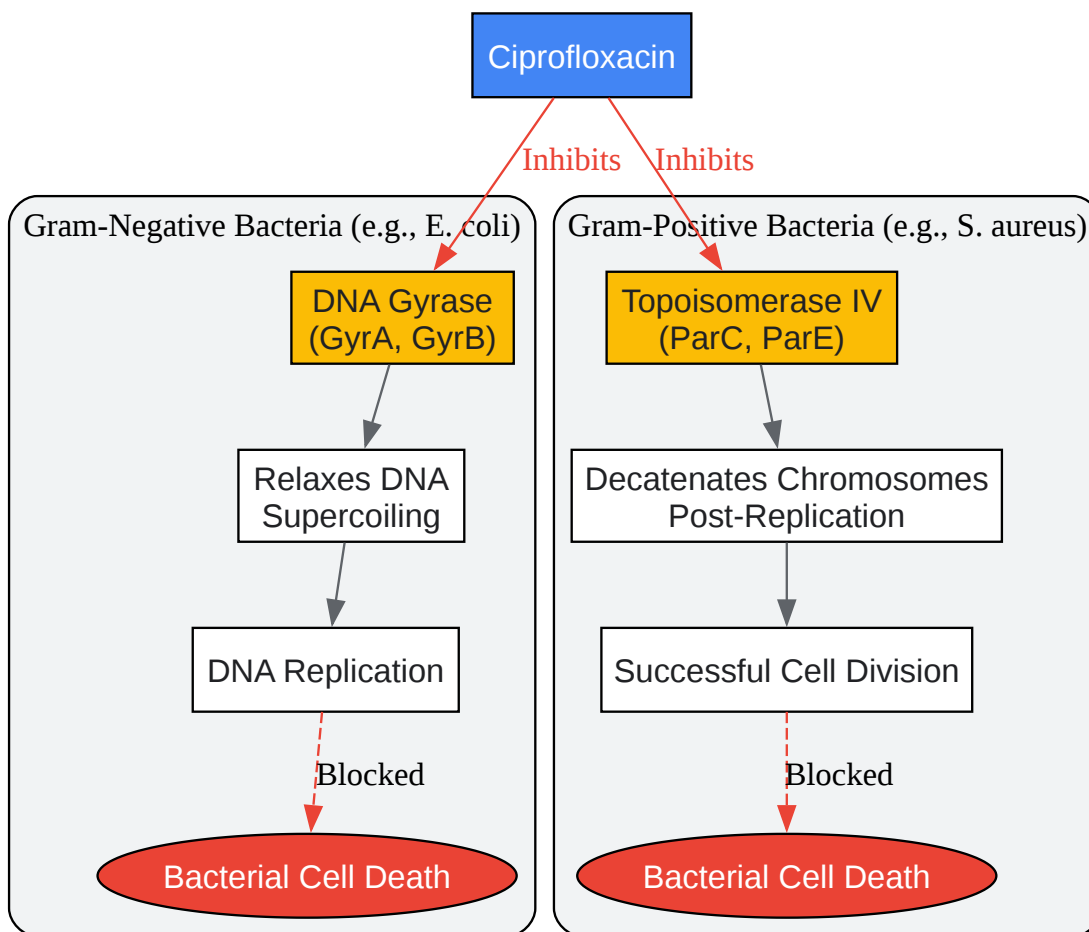 Ciprofloxacin
Inhibits
Inhibits
Gram-Negative Bacteria (e.g., E. coli)
DNA Gyrase
(GyrA, GyrB)
Relaxes DNA
Supercoiling
DNA Replication
Blocked
Bacterial Cell Death
Gram-Positive Bacteria (e.g., S. aureus)
Topoisomerase IV
(ParC, ParE)
Decatenates Chromosomes
Post-Replication
Successful Cell Division
Blocked
Bacterial Cell Death